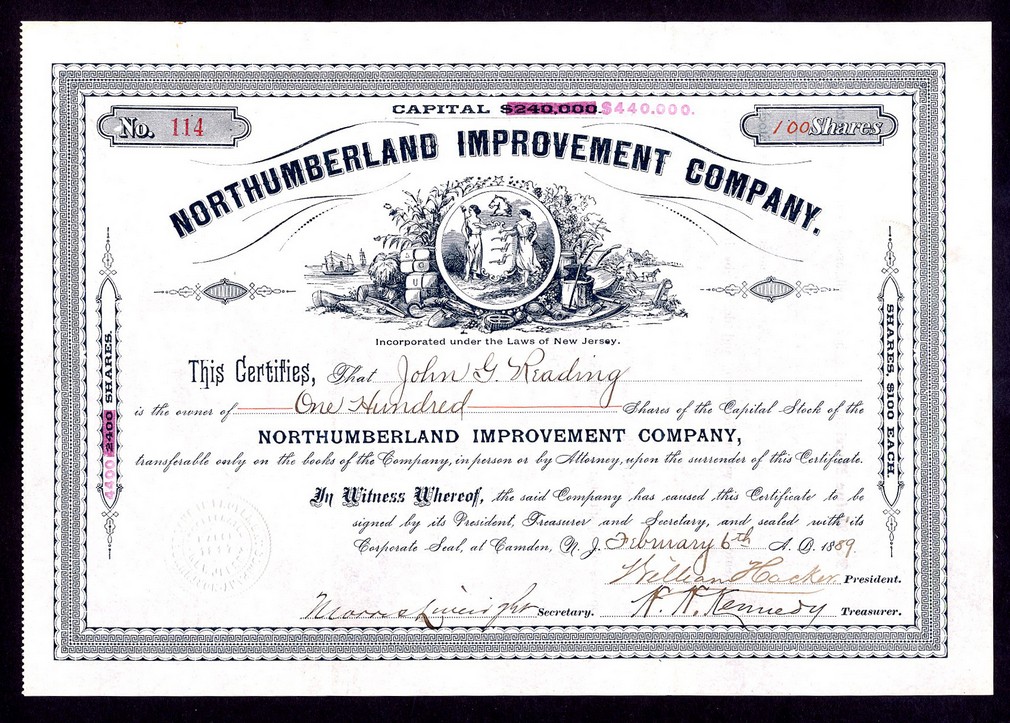 CAPITAL $240,000. $440.000.
No. 114
100 Shares
NORTHUMBERLAND IMPROVEMENT COMPANY.
Incorporated under the Laws of New Jersey.
This Certifies, That John G. Reading
is the owner of One Hundred Shares of the Capital Stock of the
NORTHUMBERLAND IMPROVEMENT COMPANY,
transferable only on the books of the Company, in person or by Attorney, upon the surrender of this Certificate.
In Witness Whereof, the said Company has caused this Certificate to be
signed by its President, Treasurer and Secretary, and sealed with its
Corporate Seal, at Camden, N. J. February 6th A. D. 1889.
William Hacker President.
Secretary. H. H. Kennedy Treasurer.
4400 2400 SHARES.
SHARES, $100 EACH.